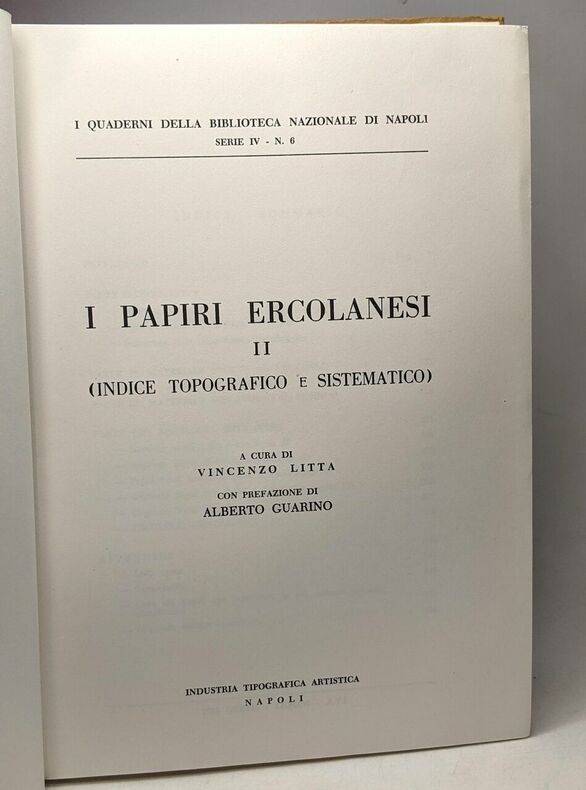 I QUADERNI DELLA BIBLIOTECA NAZIONALE DI NAPOLI
SERIE IV - N. 6
I PAPIRI ERCOLANESI
II
(INDICE TOPOGRAFICO E SISTEMATICO)
A CURA DI
VINCENZO LITTA
CON PREFAZIONE DI
ALBERTO GUARINO
INDUSTRIA TIPOGRAFICA ARTISTICA
NAPOLI